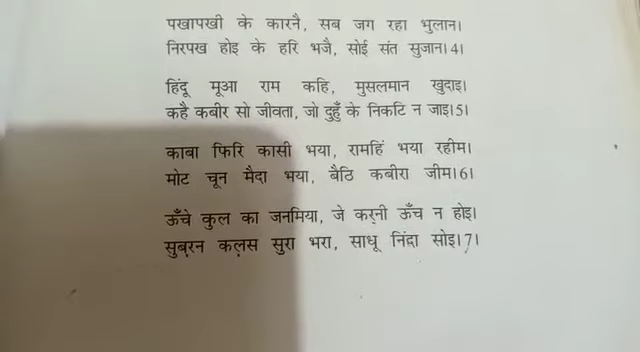 पखापखी के कारनै, सब जग रहा भुलान।
निरपख होइ के हरि भजै, सोई संत सुजान।4।
हिंदू मूआ राम कहि, मुसलमान खुदाइ।
कहै कबीर सो जीवता, जो दुहुँ के निकटि न जाइ।5।
काबा फिरि कासी भया, रामहिं भया रहीम।
मोट चून मैदा भया, बैठि कबीरा जीम।6।
ऊँचे कुल का जनमिया, जे करनी ऊँच न होइ।
सुबरन कलस सुरा भरा, साधू निंदा सोइ।7।